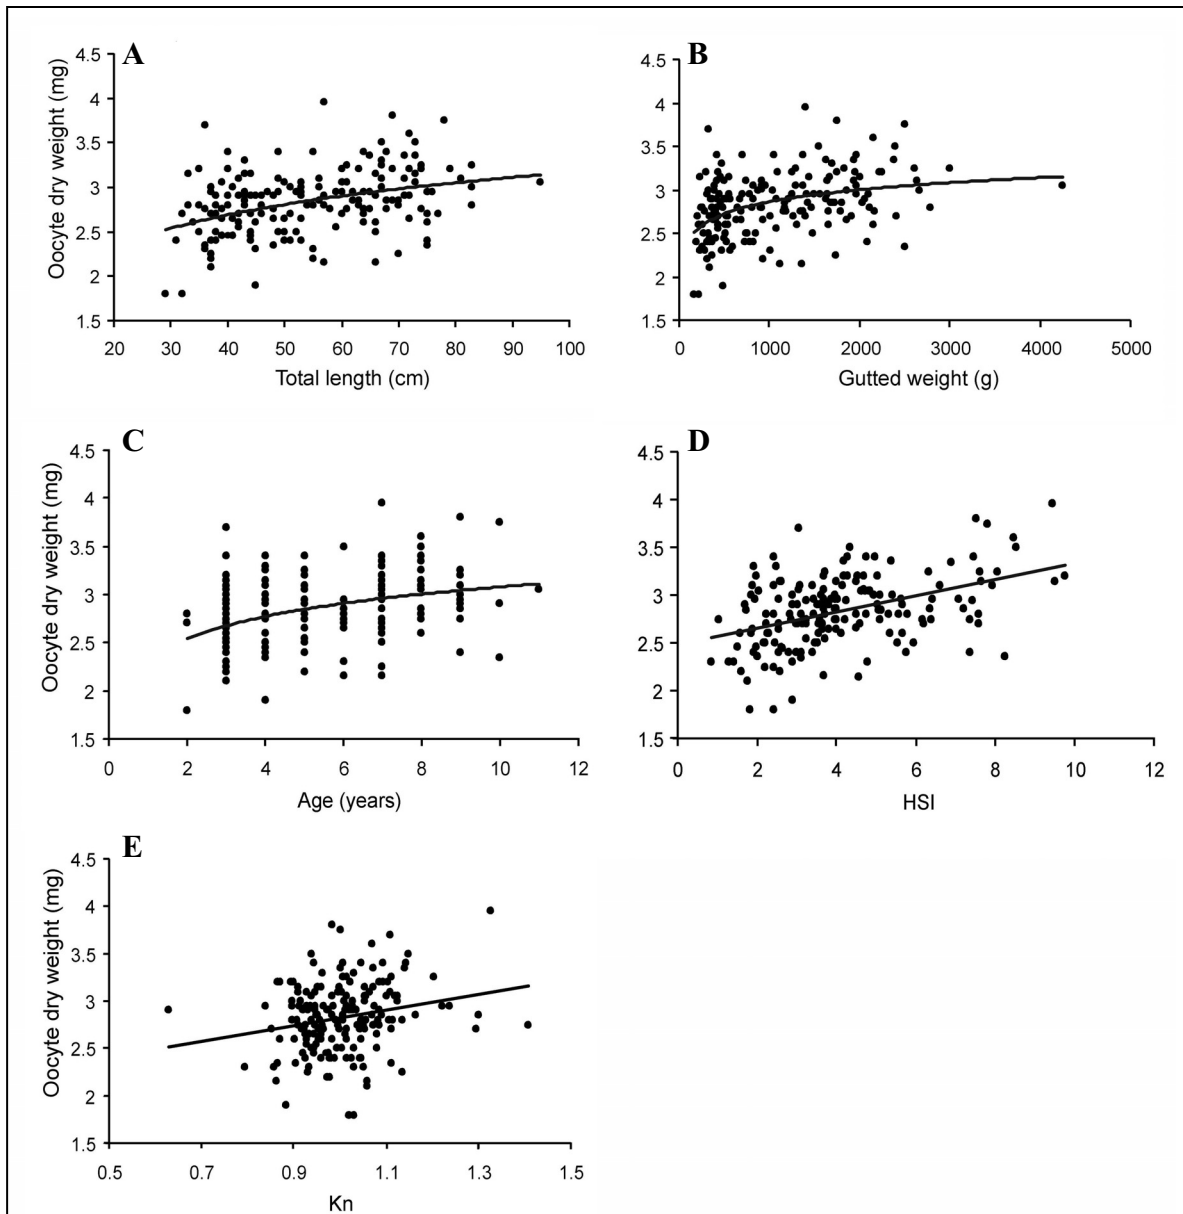 A
4.5
4
3.5
3
2.5
2
1.5
Oocyte dry weight (mg)
20 30 40 50 60 70 80 90 100
Total length (cm)
B
4.5
4
3.5
3
2.5
2
1.5
0 1000 2000 3000 4000 5000
Gutted weight (g)
C
4.5
4
3.5
3
2.5
2
1.5
Oocyte dry weight (mg)
0 2 4 6 8 10 12
Age (years)
D
4.5
4
3.5
3
2.5
2
1.5
0 2 4 6 8 10 12
HSI
E
4.5
4
3.5
3
2.5
2
1.5
Oocyte dry weight (mg)
0.5 0.7 0.9 1.1 1.3 1.5
Kn